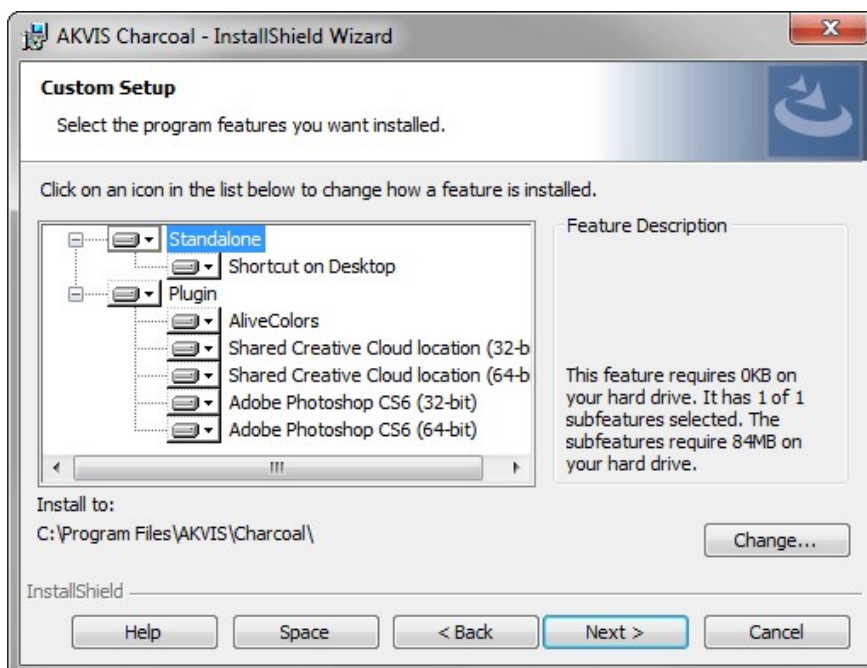 AKVIS Charcoal - InstallShield Wizard
Custom Setup
Select the program features you want installed.
Click on an icon in the list below to change how a feature is installed.
Standalone
Shortcut on Desktop
Plugin
AliveColors
Shared Creative Cloud location (32-b
Shared Creative Cloud location (64-b
Adobe Photoshop CS6 (32-bit)
Adobe Photoshop CS6 (64-bit)
Feature Description
This feature requires 0KB on
your hard drive. It has 1 of 1
subfeatures selected. The
subfeatures require 84MB on
your hard drive.
Install to:
C:\Program Files\AKVIS\Charcoal\
Change...
InstallShield
Help
Space
< Back
Next >
Cancel